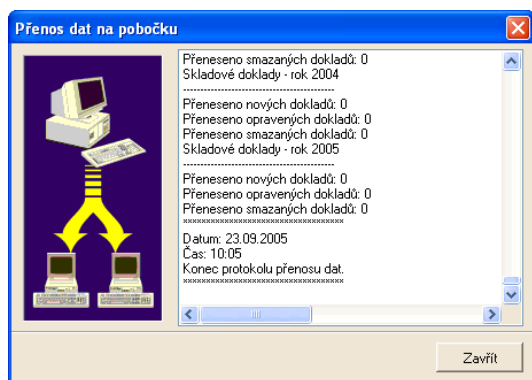 Přenos dat na pobočku
Přeneseno smazaných dokladů: 0
Skladové doklady - rok 2004
------------------------------------------
Přeneseno nových dokladů: 0
Přeneseno opravených dokladů: 0
Přeneseno smazaných dokladů: 0
Skladové doklady - rok 2005
------------------------------------------
Přeneseno nových dokladů: 0
Přeneseno opravených dokladů: 0
Přeneseno smazaných dokladů: 0
************************************
Datum: 23.09.2005
Čas: 10:05
Konec protokolu přenosu dat.
************************************
Zavřít